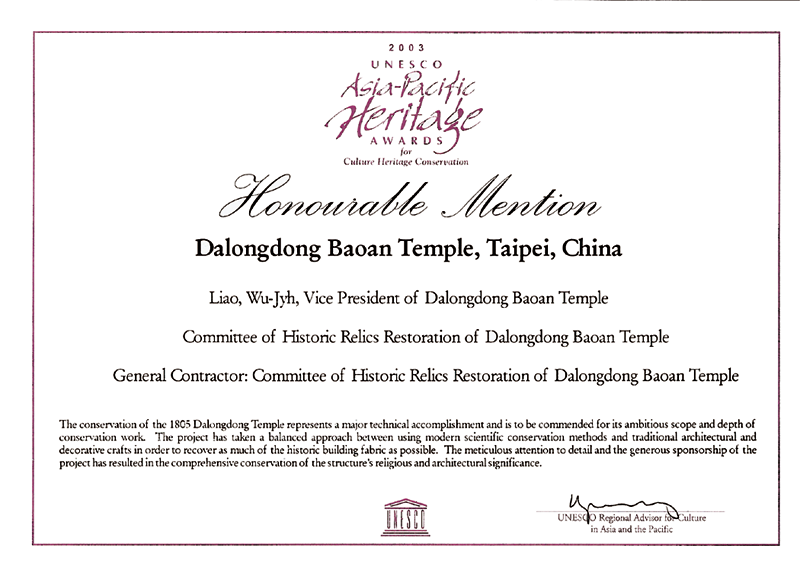 2003
UNESCO
Asia-Pacific
Heritage
AWARDS
for
Culture Heritage Conservation
Honourable Mention
Dalongdong Baoan Temple, Taipei, China
Liao, Wu-Jyh, Vice President of Dalongdong Baoan Temple
Committee of Historic Relics Restoration of Dalongdong Baoan Temple
General Contractor: Committee of Historic Relics Restoration of Dalongdong Baoan Temple
The conservation of the 1805 Dalongdong Temple represents a major technical accomplishment and is to be commended for its ambitious scope and depth of
conservation work. The project has taken a balanced approach between using modern scientific conservation methods and traditional architectural and
decorative crafts in order to recover as much of the historic building fabric as possible. The meticulous attention to detail and the generous sponsorship of the
project has resulted in the comprehensive conservation of the structure's religious and architectural significance.
UNESCO
UNESCO Regional Advisor for Culture
in Asia and the Pacific